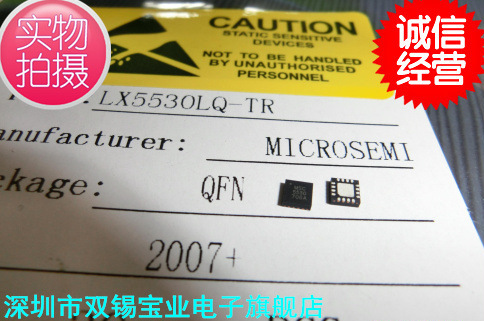 实物
拍摄
诚信
经营
CAUTION
STATIC SENSITIVE
DEVICES
NOT TO BE HANDLED
BY UNAUTHORISED
PERSONNEL
LX5530LQ-TR
anufacturer: MICROSEMI
ckage: QFN
2007+
深圳市双锡宝业电子旗舰店